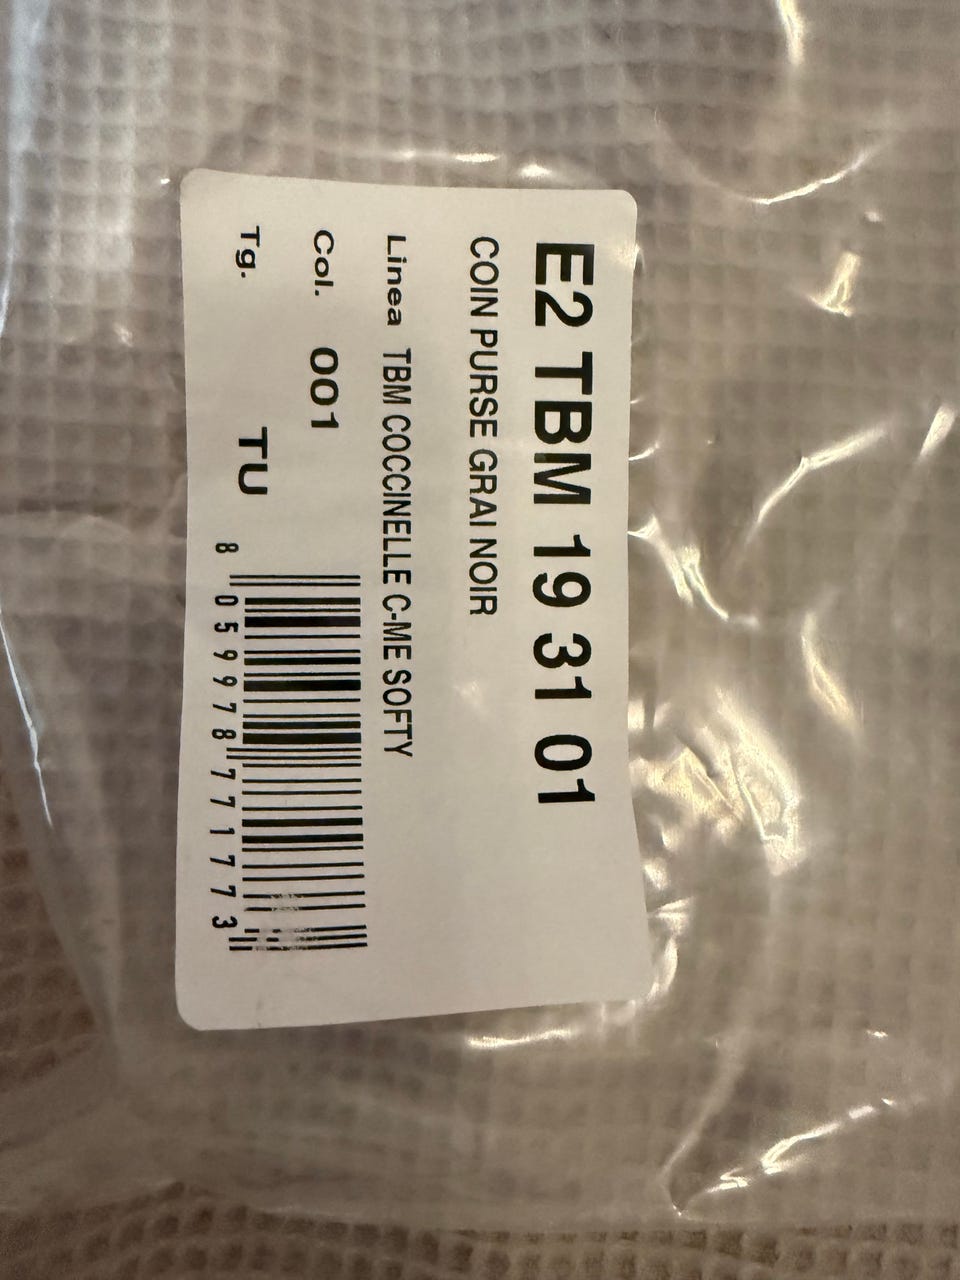 E2 TBM 19 31 01
COIN PURSE GRAI NOIR
Linea TBM COCCINELLE C-ME SOFTY
Col. 001
Tg. TU
8 059978 771773